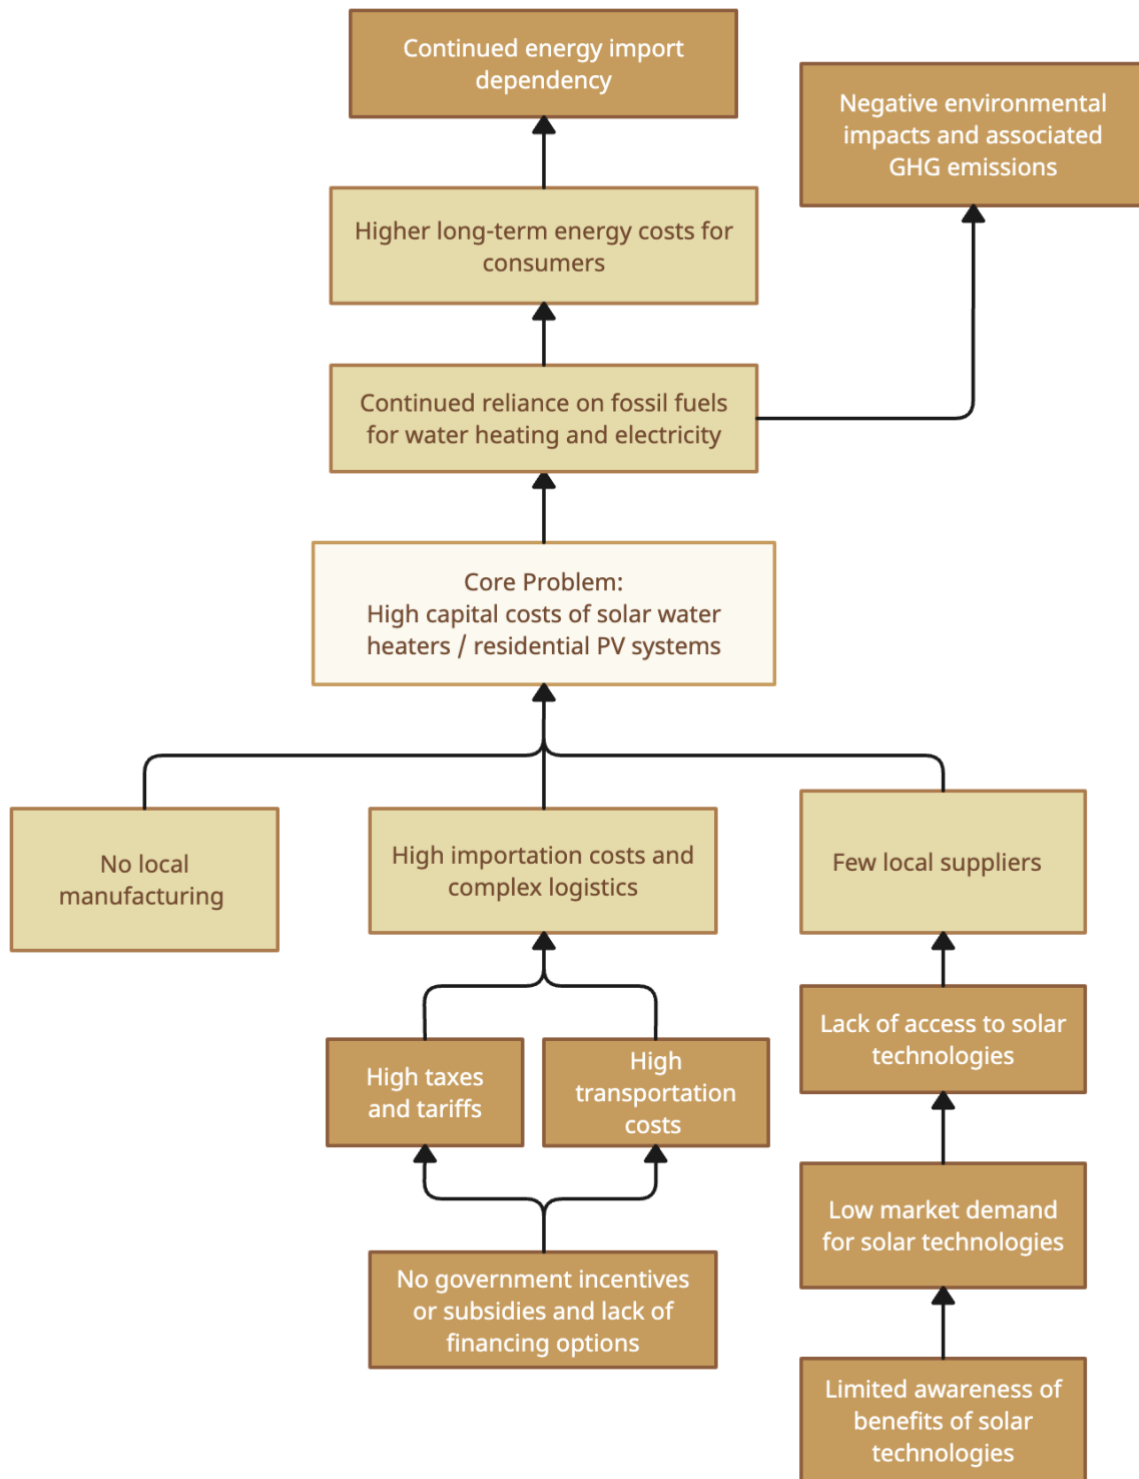 Continued energy import
dependency
Negative environmental
impacts and associated
GHG emissions
Higher long-term energy costs for
consumers
Continued reliance on fossil fuels
for water heating and electricity
Core Problem:
High capital costs of solar water
heaters / residential PV systems
No local
manufacturing
High importation costs and
complex logistics
Few local suppliers
High taxes
and tariffs
High
transportation
costs
Lack of access to solar
technologies
No government incentives
or subsidies and lack of
financing options
Low market demand
for solar technologies
Limited awareness of
benefits of solar
technologies